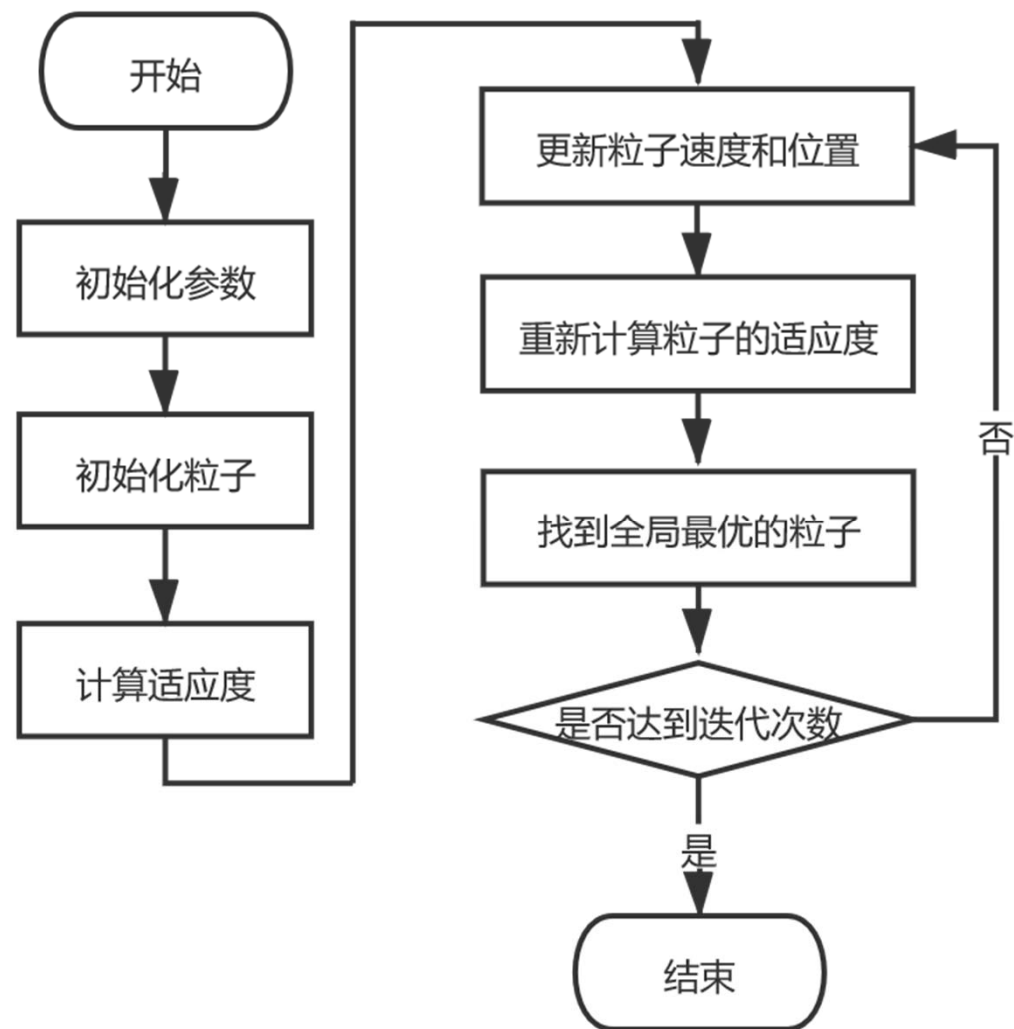 开始
初始化参数
初始化粒子
计算适应度
更新粒子速度和位置
重新计算粒子的适应度
找到全局最优的粒子
是否达到迭代次数
否
是
结束